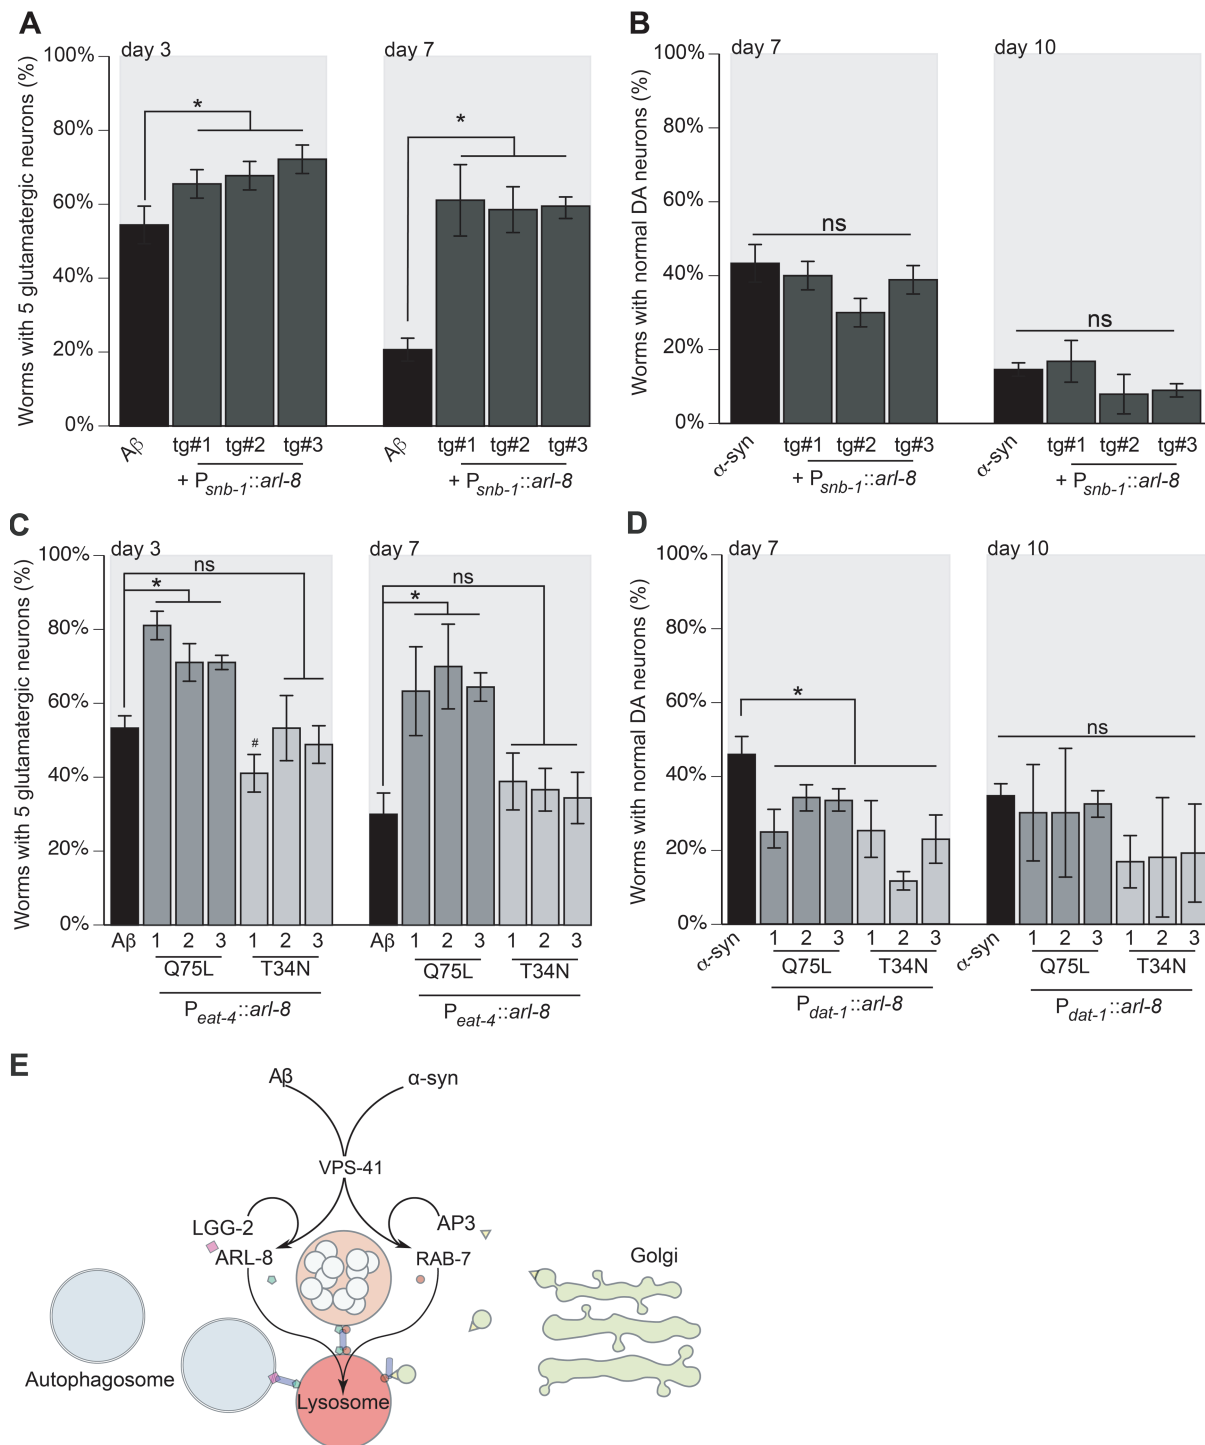 A
Worms with 5 glutamatergic neurons (%)
100%
80%
60%
40%
20%
0%
day 3
*
Aβ tg#1 tg#2 tg#3
+ Psnb-1::arl-8
day 7
*
Aβ tg#1 tg#2 tg#3
+ Psnb-1::arl-8
B
Worms with normal DA neurons (%)
100%
80%
60%
40%
20%
0%
day 7
ns
α-syn tg#1 tg#2 tg#3
+ Psnb-1::arl-8
day 10
ns
α-syn tg#1 tg#2 tg#3
+ Psnb-1::arl-8
C
Worms with 5 glutamatergic neurons (%)
100%
80%
60%
40%
20%
0%
day 3
ns
*
#
Aβ 1 2 3 1 2 3
Q75L T34N
Peat-4::arl-8
day 7
ns
*
Aβ 1 2 3 1 2 3
Q75L T34N
Peat-4::arl-8
D
Worms with normal DA neurons (%)
100%
80%
60%
40%
20%
0%
day 7
*
α-syn 1 2 3 1 2 3
Q75L T34N
Pdat-1::arl-8
day 10
ns
α-syn 1 2 3 1 2 3
Q75L T34N
Pdat-1::arl-8
E
Aβ α-syn
VPS-41
LGG-2 AP3
ARL-8 RAB-7
Golgi
Autophagosome
Lysosome